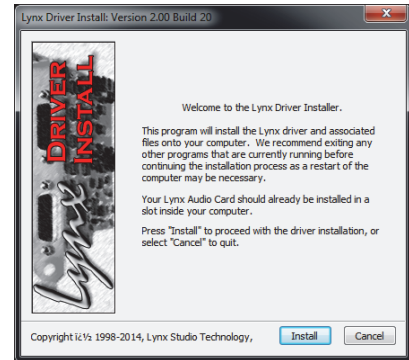 Lynx Driver Install: Version 2.00 Build 20
DRIVER
INSTALL
Lynx
Welcome to the Lynx Driver Installer.
This program will install the Lynx driver and associated
files onto your computer. We recommend exiting any
other programs that are currently running before
continuing the installation process as a restart of the
computer may be necessary.
Your Lynx Audio Card should already be installed in a
slot inside your computer.
Press "Install" to proceed with the driver installation, or
select "Cancel" to quit.
Copyright ï¿½ 1998-2014, Lynx Studio Technology,
Install
Cancel